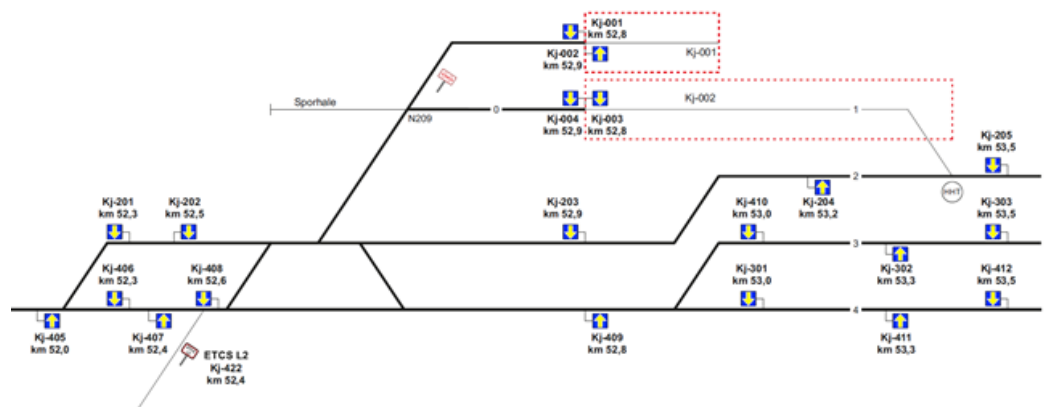 Kj-001
km 52,8
Kj-002
km 52,9
Kj-001
Sporhale
N209
0
Kj-004
km 52,9
Kj-003
km 52,8
Kj-002
1
Kj-205
km 53,5
HHT
2
Kj-204
km 53,2
Kj-201
km 52,3
Kj-202
km 52,5
Kj-203
km 52,9
Kj-410
km 53,0
Kj-303
km 53,5
3
Kj-406
km 52,3
Kj-408
km 52,6
Kj-301
km 53,0
Kj-302
km 53,3
Kj-412
km 53,5
4
Kj-405
km 52,0
Kj-407
km 52,4
ETCS L2
Kj-422
km 52,4
Kj-409
km 52,8
Kj-411
km 53,3